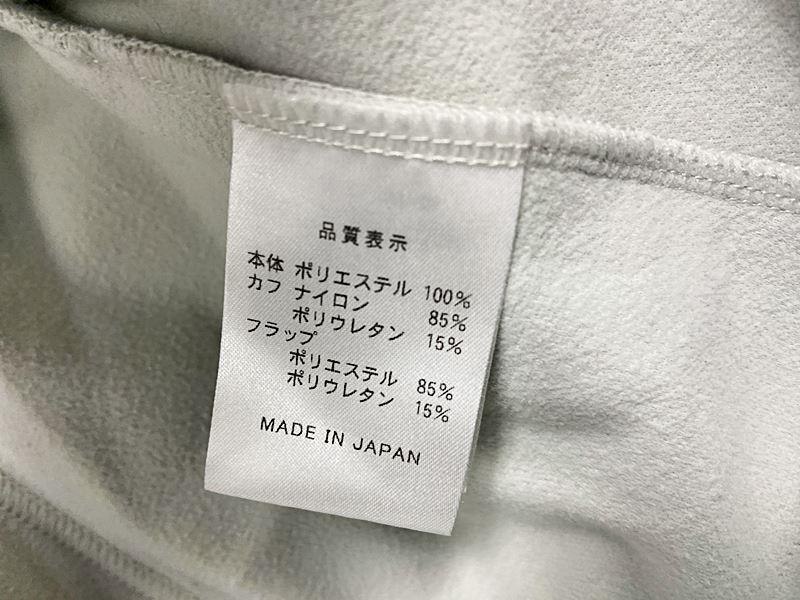 品質表示
本体 ポリエステル 100%
カフ ナイロン 85%
ポリウレタン 15%
フラップ
ポリエステル 85%
ポリウレタン 15%
MADE IN JAPAN